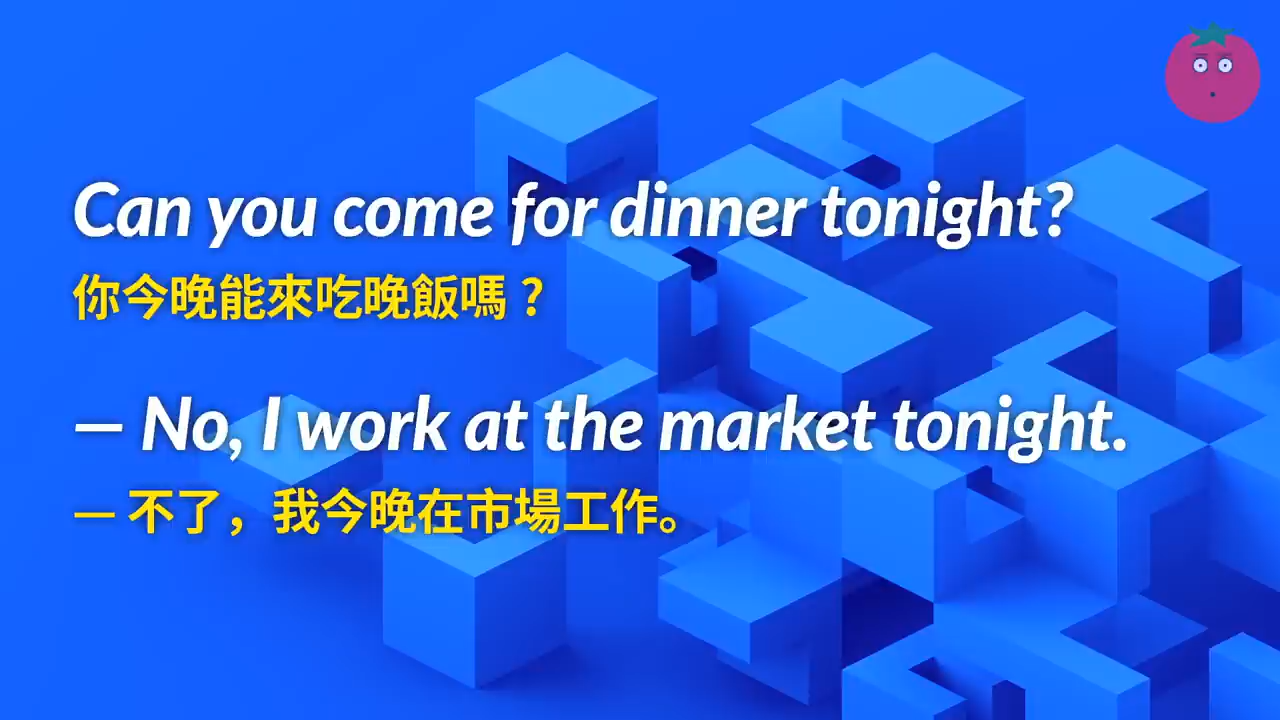 Can you come for dinner tonight?
你今晚能來吃晚飯嗎？
— No, I work at the market tonight.
— 不了，我今晚在市場工作。